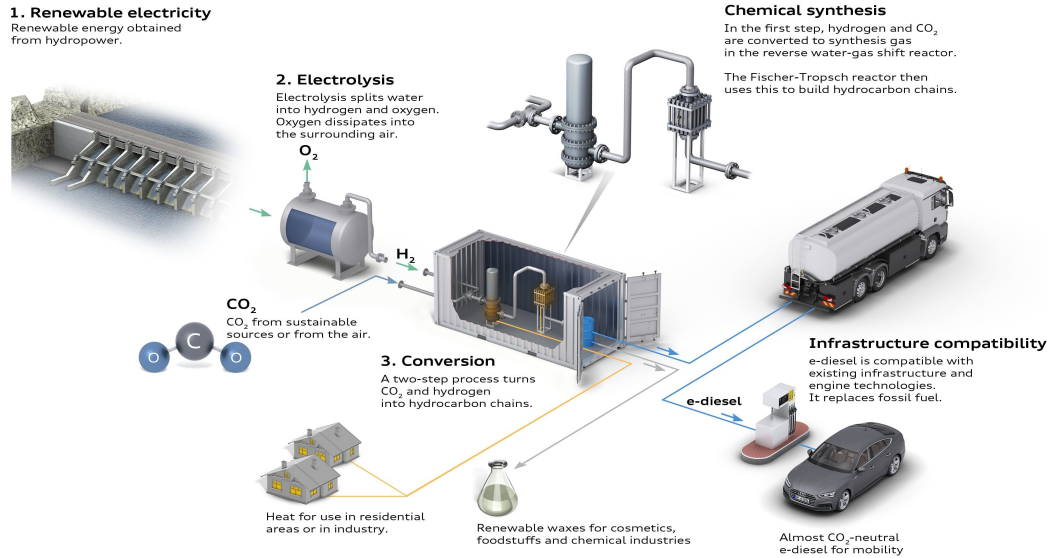 1. Renewable electricity
Renewable energy obtained
from hydropower.
2. Electrolysis
Electrolysis splits water
into hydrogen and oxygen.
Oxygen dissipates into
the surrounding air.
O₂
H₂
CO₂
CO₂ from sustainable
sources or from the air.
O
C
O
3. Conversion
A two-step process turns
CO₂ and hydrogen
into hydrocarbon chains.
Chemical synthesis
In the first step, hydrogen and CO₂
are converted to synthesis gas
in the reverse water-gas shift reactor.
The Fischer-Tropsch reactor then
uses this to build hydrocarbon chains.
Infrastructure compatibility
e-diesel is compatible with
existing infrastructure and
engine technologies.
It replaces fossil fuel.
e-diesel
Heat for use in residential
areas or in industry.
Renewable waxes for cosmetics,
foodstuffs and chemical industries
Almost CO₂-neutral
e-diesel for mobility